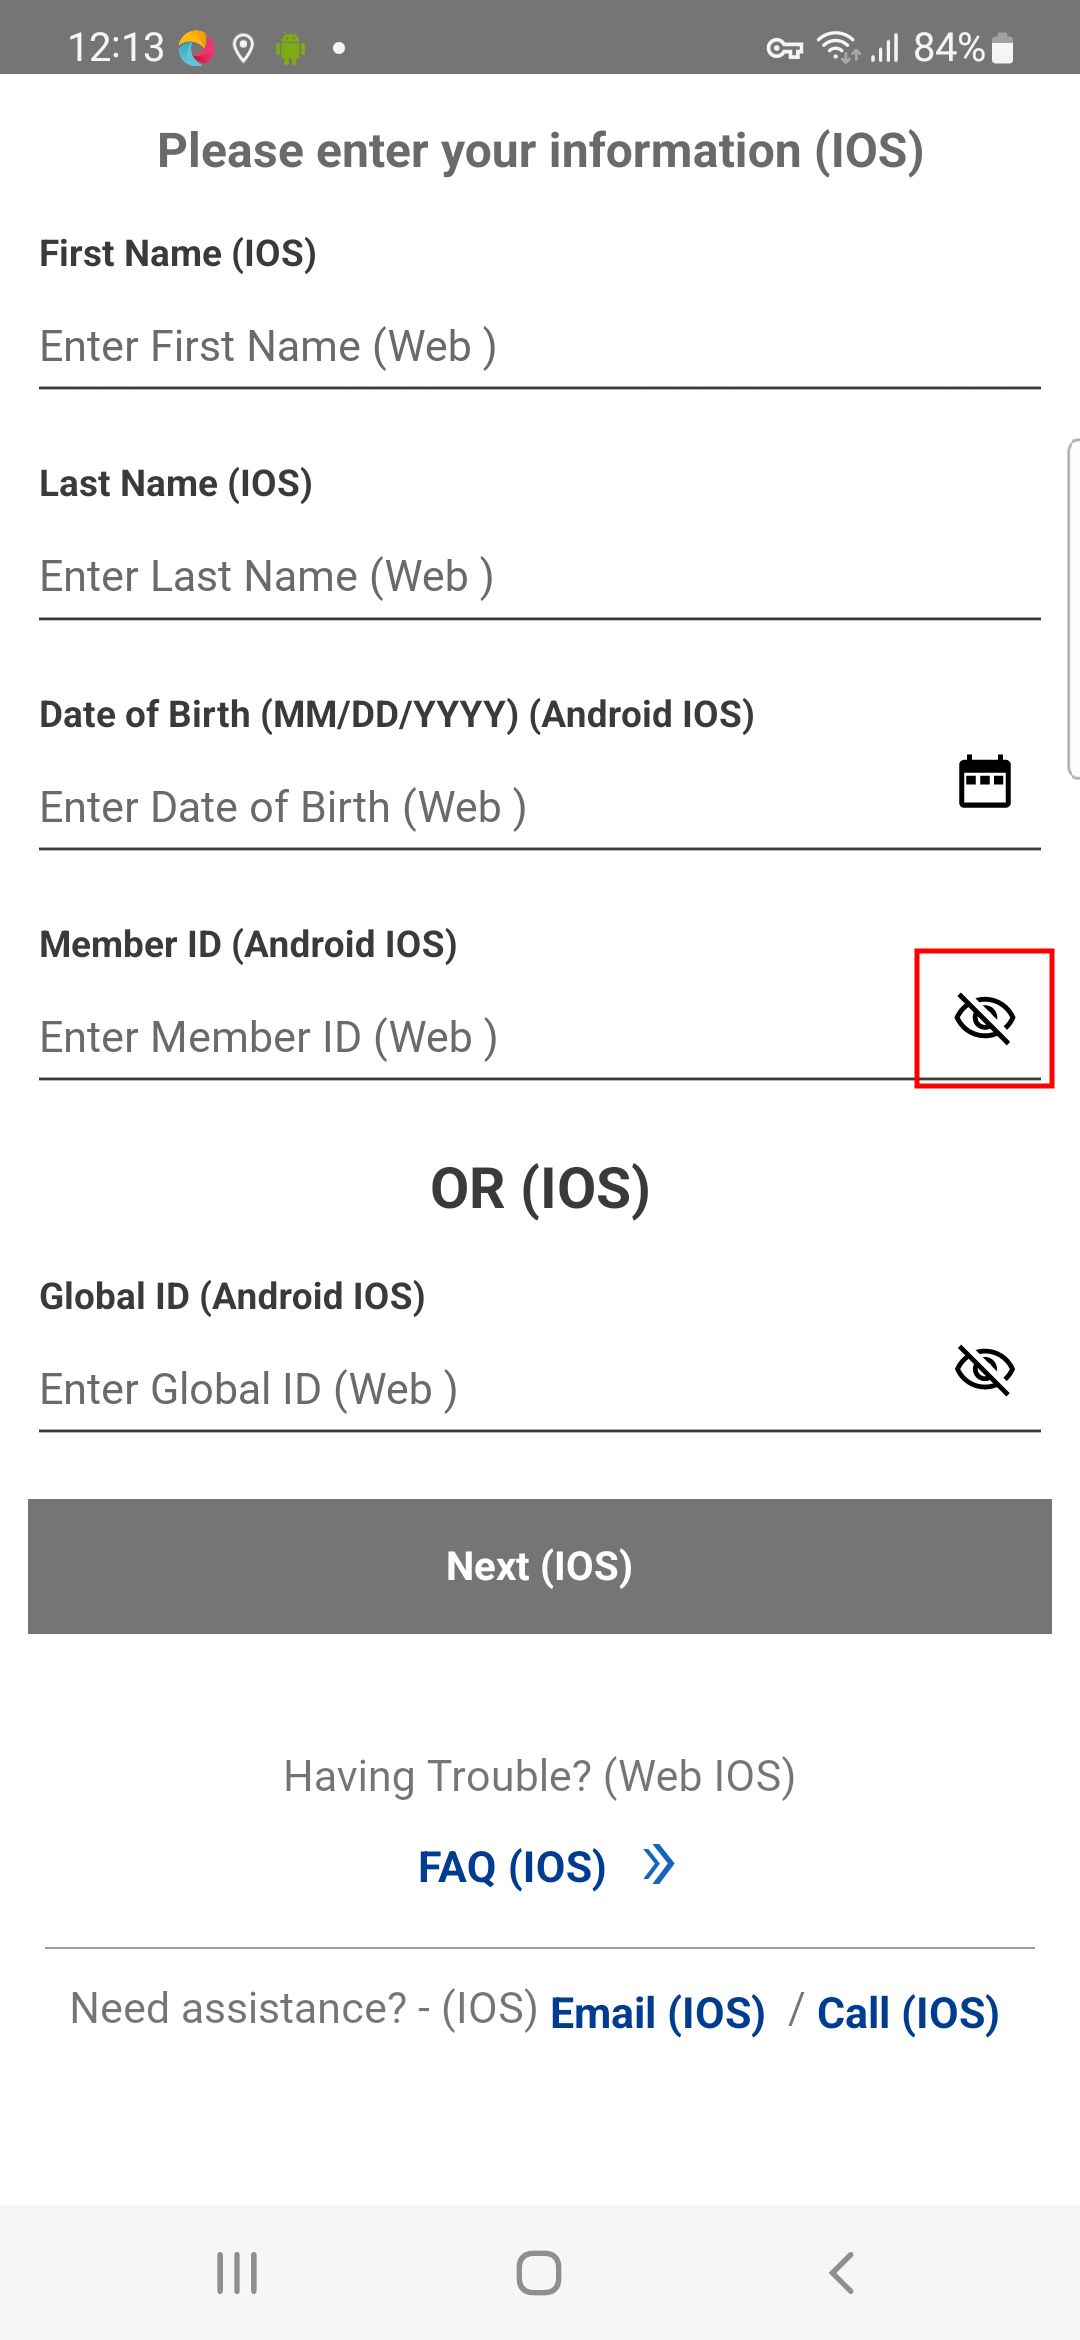 12:13
84%
Please enter your information (IOS)
First Name (IOS)
Enter First Name (Web )
Last Name (IOS)
Enter Last Name (Web )
Date of Birth (MM/DD/YYYY) (Android IOS)
Enter Date of Birth (Web )
Member ID (Android IOS)
Enter Member ID (Web )
OR (IOS)
Global ID (Android IOS)
Enter Global ID (Web )
Next (IOS)
Having Trouble? (Web IOS)
FAQ (IOS)
Need assistance? - (IOS) Email (IOS) / Call (IOS)